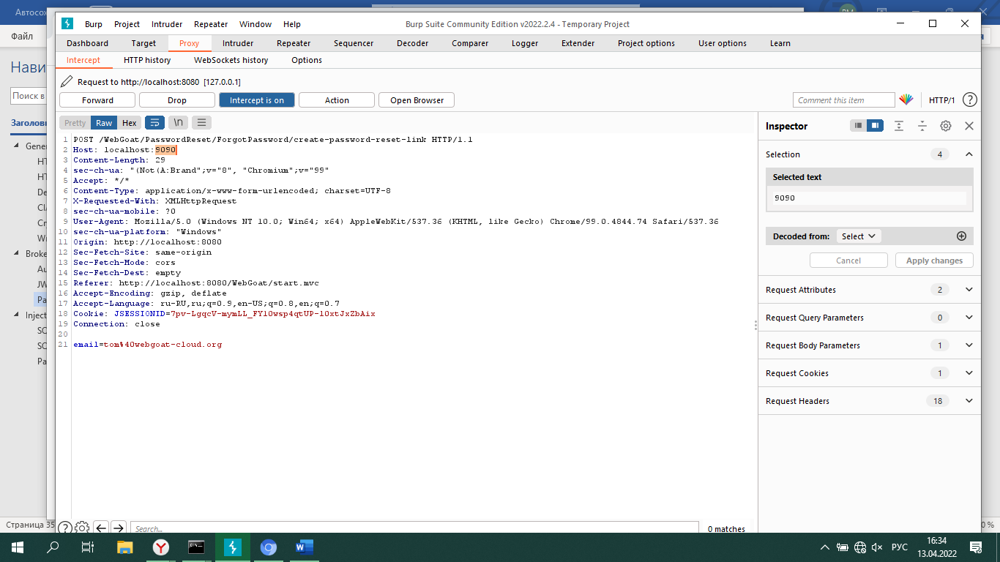 Автосох
Burp Project Intruder Repeater Window Help Burp Suite Community Edition v2022.2.4 - Temporary Project
Файл
Dashboard Target Proxy Intruder Repeater Sequencer Decoder Comparer Logger Extender Project options User options Learn
Intercept HTTP history WebSockets history Options
Нави
Request to http://localhost:8080 [127.0.0.1]
Поиск в
Forward Drop Intercept is on Action Open Browser Comment this item HTTP/1 ?
Pretty Raw Hex \n
Заголовк
Inspector
1 POST /WebGoat/PasswordReset/ForgotPassword/create-password-reset-link HTTP/1.1
2 Host: localhost:9090
3 Content-Length: 29
4 sec-ch-ua: "(Not(A:Brand";v="8", "Chromium";v="99"
5 Accept: */*
6 Content-Type: application/x-www-form-urlencoded; charset=UTF-8
7 X-Requested-With: XMLHttpRequest
8 sec-ch-ua-mobile: ?0
9 User-Agent: Mozilla/5.0 (Windows NT 10.0; Win64; x64) AppleWebKit/537.36 (KHTML, like Gecko) Chrome/99.0.4844.74 Safari/537.36
10 sec-ch-ua-platform: "Windows"
11 Origin: http://localhost:8080
12 Sec-Fetch-Site: same-origin
13 Sec-Fetch-Mode: cors
14 Sec-Fetch-Dest: empty
15 Referer: http://localhost:8080/WebGoat/start.mvc
16 Accept-Encoding: gzip, deflate
17 Accept-Language: ru-RU,ru;q=0.9,en-US;q=0.8,en;q=0.7
18 Cookie: JSESSIONID=7pv-LgqcV-mymLL_FY10wsp4qtUP-10xtJxZbAix
19 Connection: close
20
21 email=tom%40webgoat-cloud.org
Selection 4
Selected text
9090
Decoded from: Select
Cancel Apply changes
Request Attributes 2
Request Query Parameters 0
Request Body Parameters 1
Request Cookies 1
Request Headers 18
Gener
HT
HT
De
CI
Cr
Wr
Broke
Au
JW
Pa
Inject
SC
SC
Pa
Страница 35
? Search... 0 matches
0 %
РУС
16:34
13.04.2022